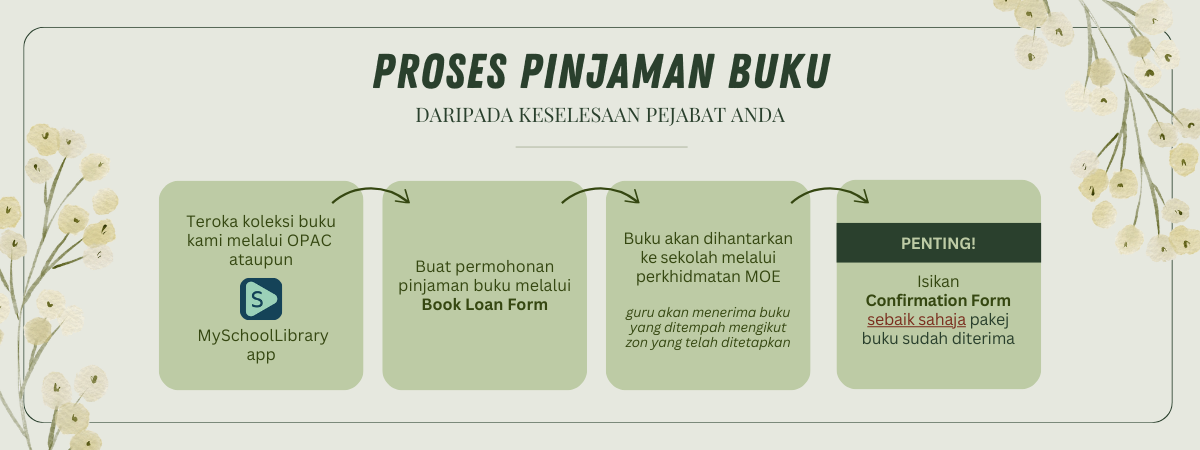 PROSES PINJAMAN BUKU
DARIPADA KESELESAAN PEJABAT ANDA
Teroka koleksi buku
kami melalui OPAC
ataupun
S
MySchoolLibrary
app
Buat permohonan
pinjaman buku melalui
Book Loan Form
Buku akan dihantarkan
ke sekolah melalui
perkhidmatan MOE
guru akan menerima buku
yang ditempah mengikut
zon yang telah ditetapkan
PENTING!
Isikan
Confirmation Form
sebaik sahaja pakej
buku sudah diterima